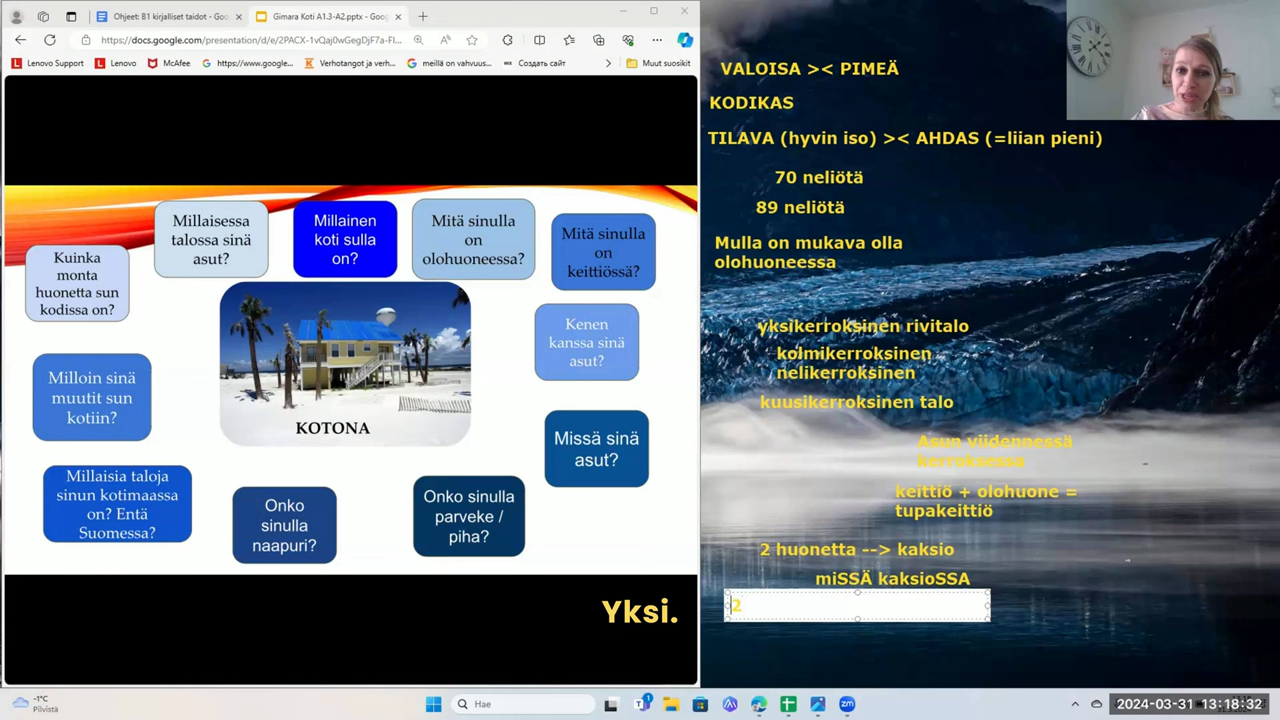 Ohjeet: B1 kirjalliset taidot - Goo
Gimara Koti A1.3-A2.pptx - Goog
https://docs.google.com/presentation/d/e/2PACX-1vQaj0wGegDjF7a-Fl...
Lenovo Support
Lenovo
McAfee
https://www.google...
Verhotangot ja verh...
meillä on vahvuus...
Создать сайт
Muut suosikit
Millaisessa
talossa sinä
asut?
Millainen
koti sulla
on?
Mitä sinulla
on
olohuoneessa?
Mitä sinulla
on
keittiössä?
Kuinka
monta
huonetta sun
kodissa on?
Kenen
kanssa sinä
asut?
Milloin sinä
muutit sun
kotiin?
KOTONA
Missä sinä
asut?
Millaisia taloja
sinun kotimaassa
on? Entä
Suomessa?
Onko
sinulla
naapuri?
Onko sinulla
parveke /
piha?
Yksi.
VALOISA >< PIMEÄ
KODIKAS
TILAVA (hyvin iso) >< AHDAS (=liian pieni)
70 neliötä
89 neliötä
Mulla on mukava olla
olohuoneessa
yksikerroksinen rivitalo
kolmikerroksinen
nelikerroksinen
kuusikerroksinen talo
Asun viidennessä
kerroksessa
keittiö + olohuone =
tupakeittiö
2 huonetta --> kaksio
miSSÄ kaksioSSA
2
-1°C
Pilvistä
Hae
2024-03-31 13:18:32